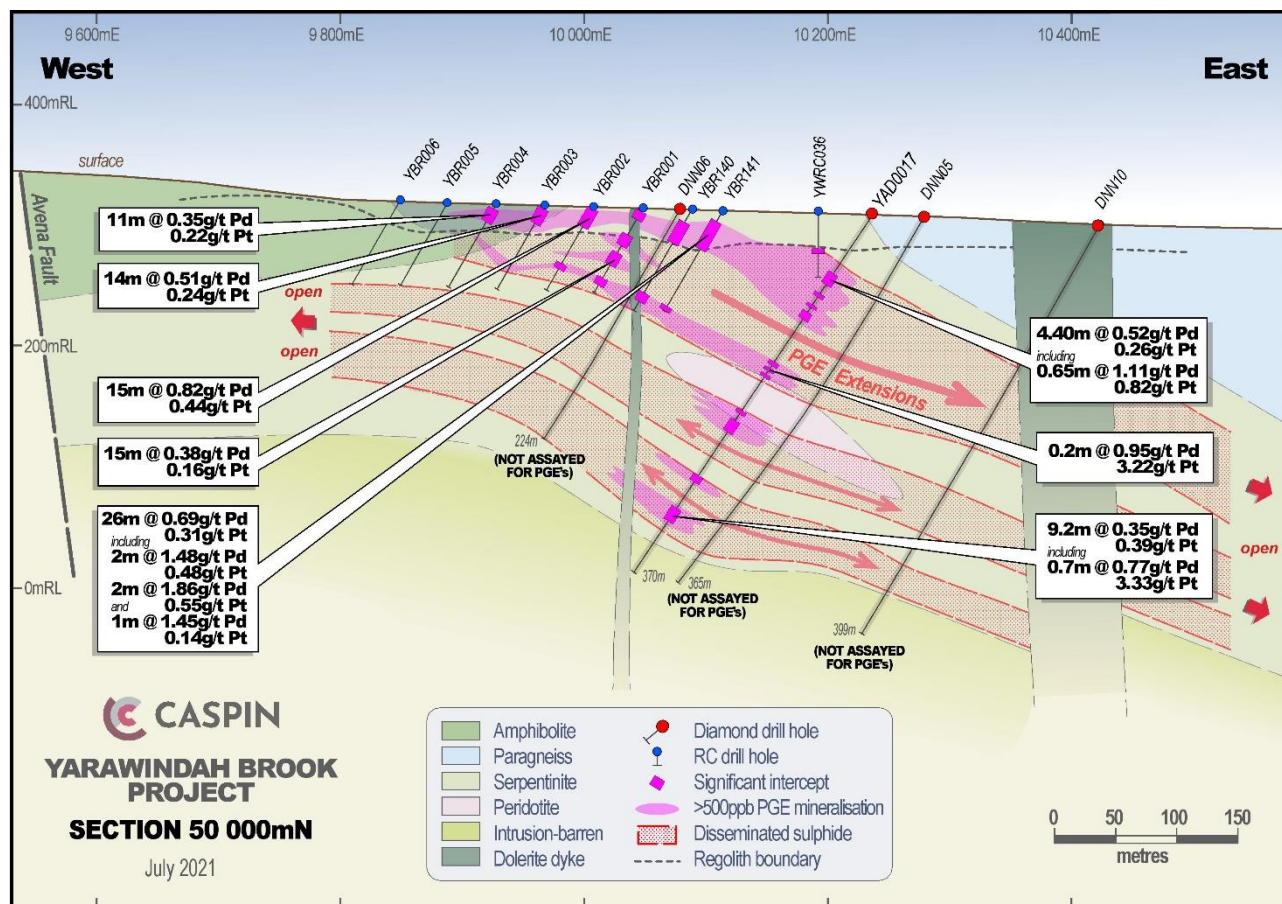 9 600mE
9 800mE
10 000mE
10 200mE
10 400mE
West
East
400mRL
surface
YBR006
YBR005
YBR004
YBR003
YBR002
YBR001
DNN06
YBR140
YBR141
YWRC036
YAD0017
DNN05
DNN10
Avena Fault
11m @ 0.35g/t Pd
0.22g/t Pt
14m @ 0.51g/t Pd
0.24g/t Pt
open
open
200mRL
15m @ 0.82g/t Pd
0.44g/t Pt
15m @ 0.38g/t Pd
0.16g/t Pt
26m @ 0.69g/t Pd
including 0.31g/t Pt
2m @ 1.48g/t Pd
0.48g/t Pt
2m @ 1.86g/t Pd
and 0.55g/t Pt
1m @ 1.45g/t Pd
0.14g/t Pt
0mRL
PGE Extensions
4.40m @ 0.52g/t Pd
including 0.26g/t Pt
0.65m @ 1.11g/t Pd
0.82g/t Pt
0.2m @ 0.95g/t Pd
3.22g/t Pt
9.2m @ 0.35g/t Pd
including 0.39g/t Pt
0.7m @ 0.77g/t Pd
3.33g/t Pt
open
224m
(NOT ASSAYED
FOR PGE's)
370m
365m
(NOT ASSAYED
FOR PGE's)
399m
(NOT ASSAYED
FOR PGE's)
CASPIN
YARAWINDAH BROOK
PROJECT
SECTION 50 000mN
July 2021
Amphibolite
Paragneiss
Serpentinite
Peridotite
Intrusion-barren
Dolerite dyke
Diamond drill hole
RC drill hole
Significant intercept
>500ppb PGE mineralisation
Disseminated sulphide
Regolith boundary
0 50 100 150
metres